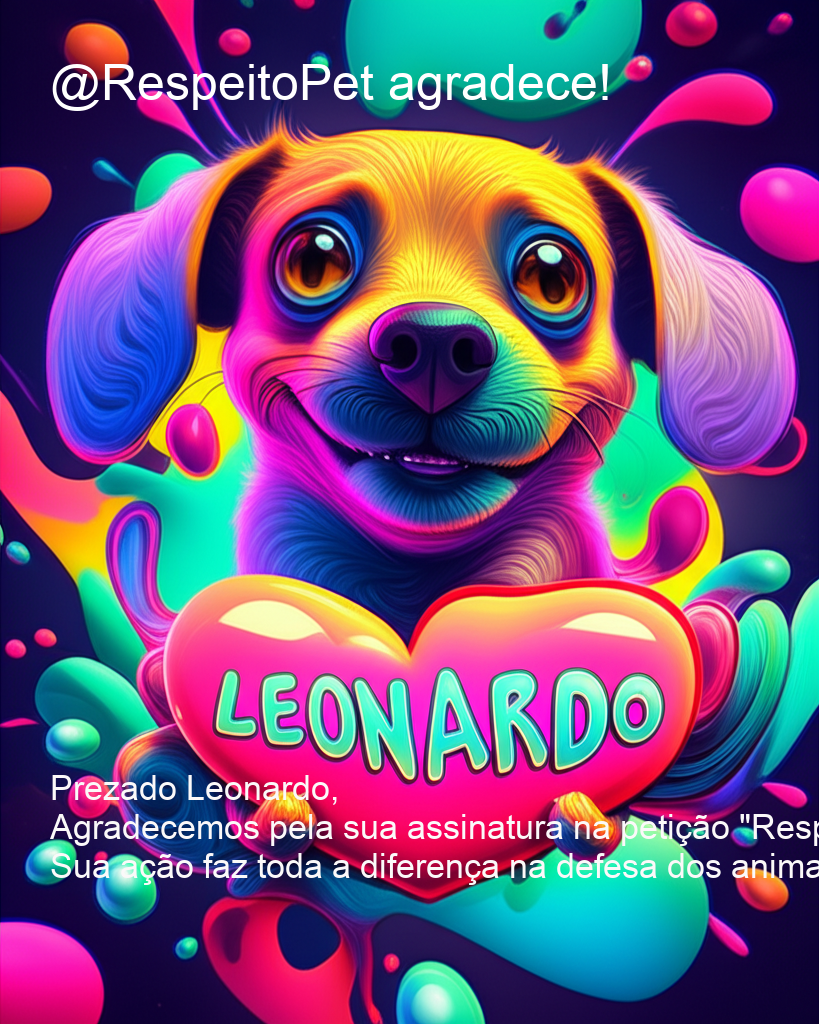 @RespeitoPet agradece!
LEONARDO
Prezado Leonardo,
Agradecemos pela sua assinatura na petição "Resp
Sua ação faz toda a diferença na defesa dos anima